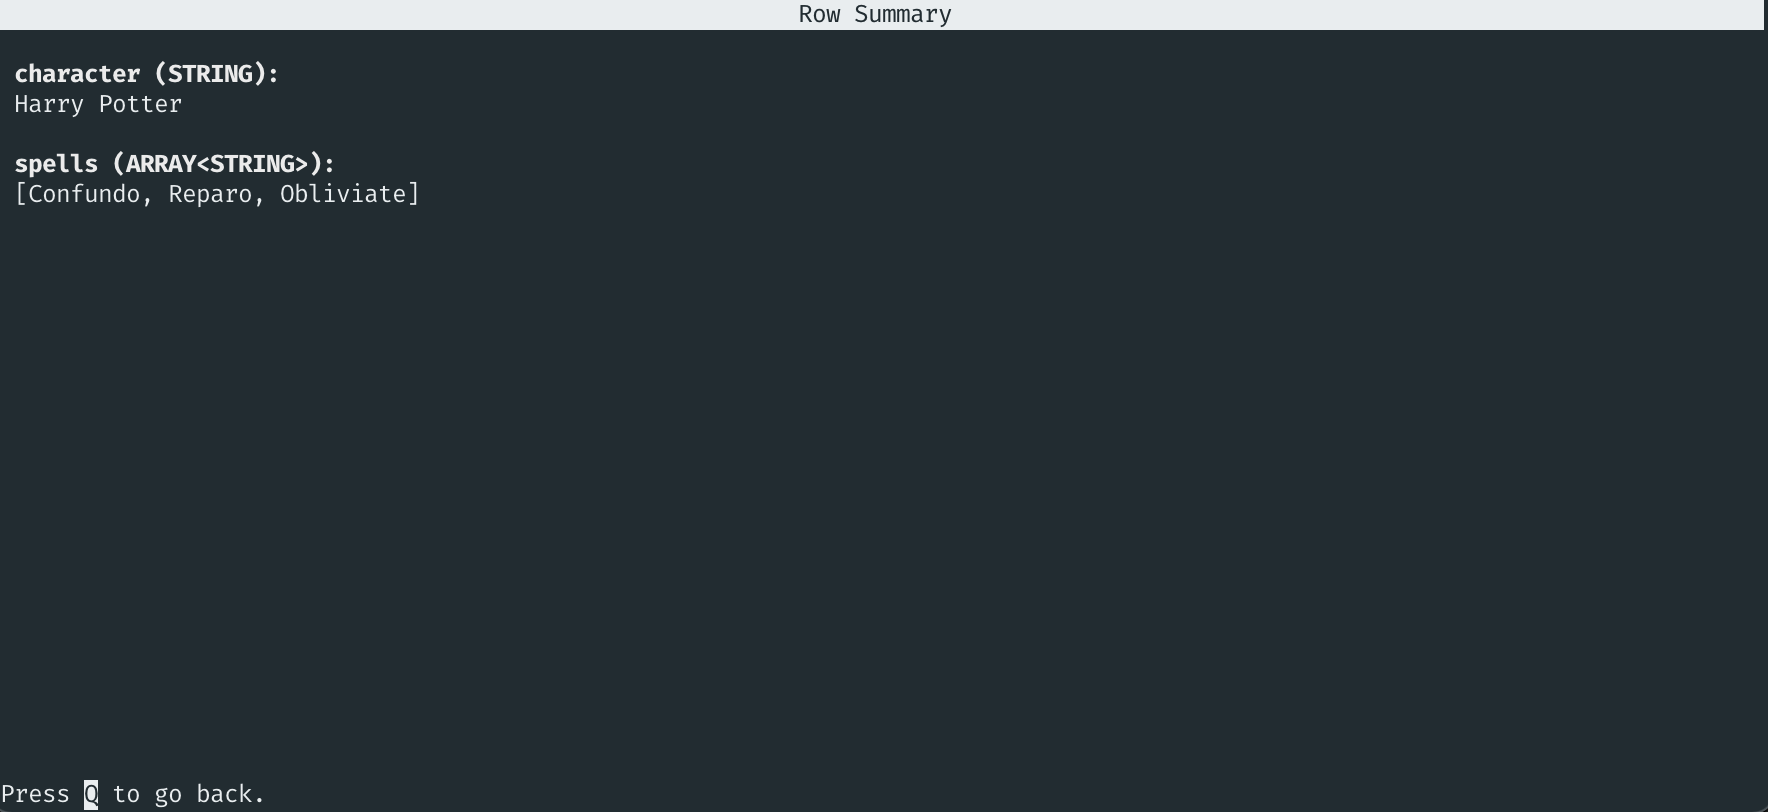 Row Summary
character (STRING):
Harry Potter
spells (ARRAY<STRING>):
[Confundo, Reparo, Obliviate]
Press Q to go back.